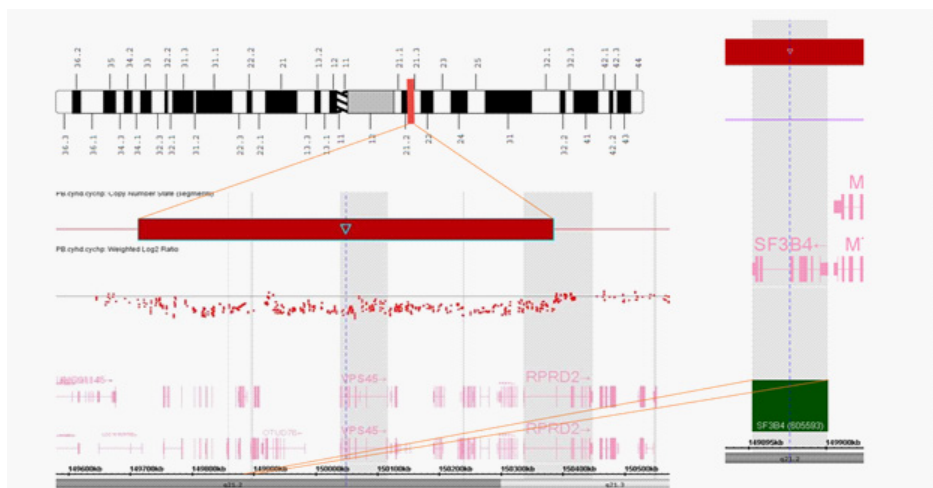 36.2 35 34.2 33 32.2 31.3 31.1 22.2 21 13.2 12 11 21.1 21.3 23 25 32.1 32.3 42.1 42.3 44
36.3 36.1 34.3 34.1 32.3 32.1 31.2 22.3 22.1 13.3 13.1 11 12 21.2 22 24 31 32.2 41 42.2 43
PB.cyhd.cychp: Copy Number State (segments)
PB.cyhd.cychp: Weighted Log2 Ratio
VPS45→ RPRD2→
OTUD7B→ VPS45→ RPRD2→
149600kb 149700kb 149800kb 149900kb 150000kb 150100kb 150200kb 150300kb 150400kb 150500kb
q21.2 q21.3
M
SF3B4← M
SF3B4 (605593)
149895kb 149900kb
q21.2